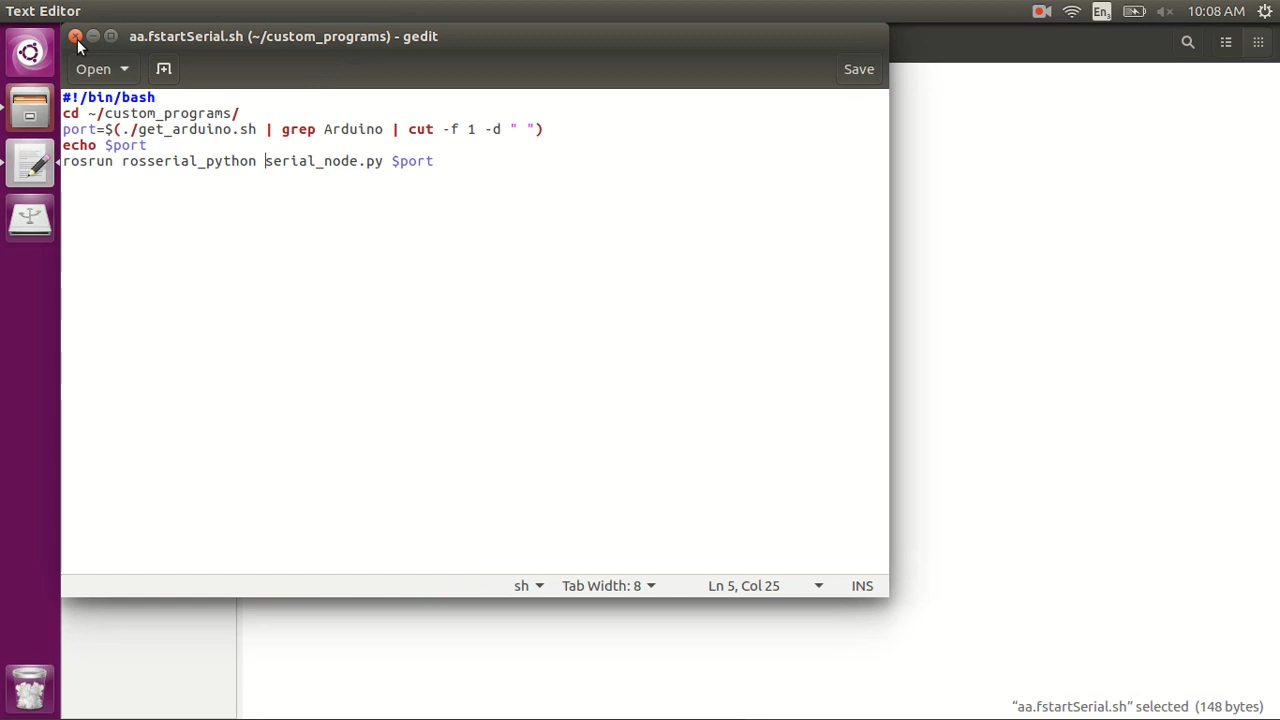 Text Editor
En₃
10:08 AM
aa.fstartSerial.sh (~/custom_programs) - gedit
Open
Save
#!/bin/bash
cd ~/custom_programs/
port=$(./get_arduino.sh | grep Arduino | cut -f 1 -d " ")
echo $port
rosrun rosserial_python serial_node.py $port
sh
Tab Width: 8
Ln 5, Col 25
INS
“aa.fstartSerial.sh” selected (148 bytes)